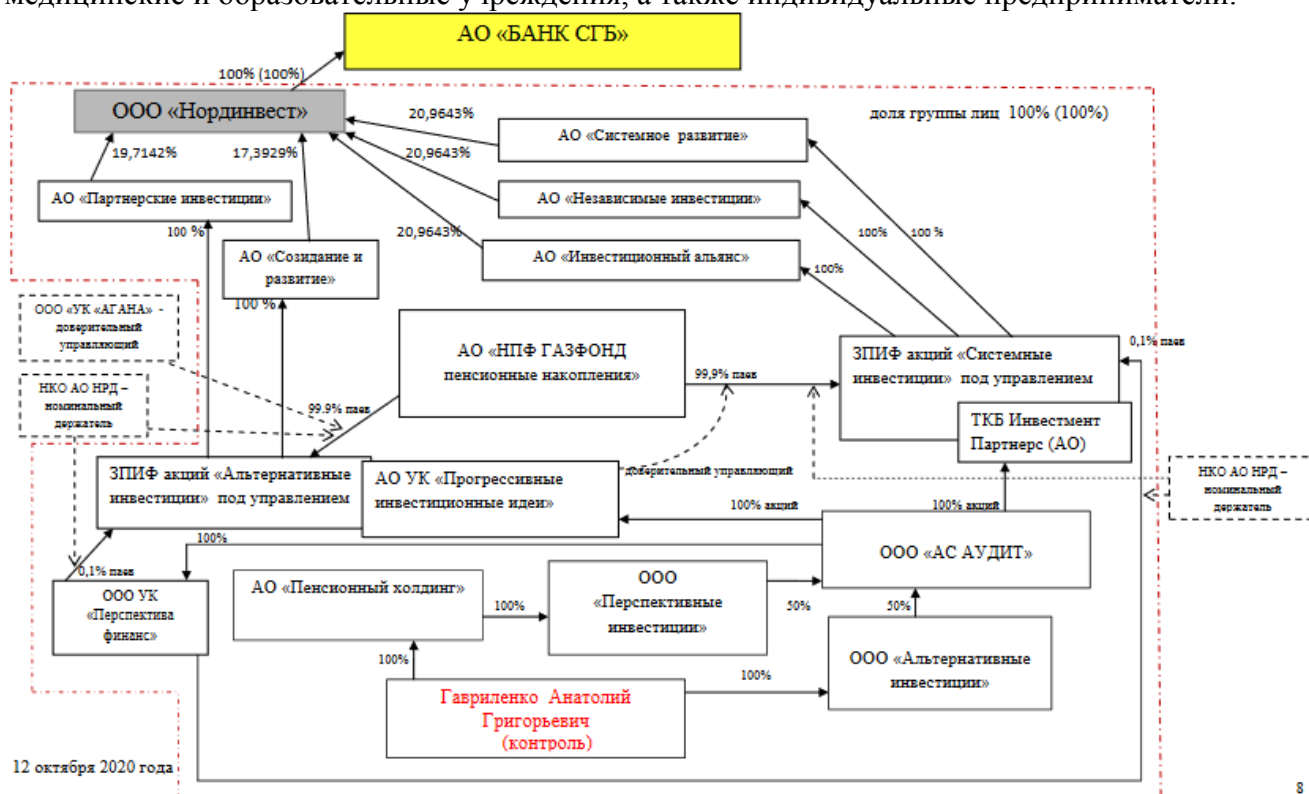 медицинские и образовательные учреждения, а также индивидуальные предприниматели.
АО «БАНК СГБ»
100% (100%)
ООО «Нординвест»
доля группы лиц 100% (100%)
20,9643%
АО «Системное развитие»
19,7142%
17,3929%
20,9643%
АО «Партнерские инвестиции»
АО «Независимые инвестиции»
100 %
20,9643%
100%
100 %
АО «Созидание и
развитие»
АО «Инвестиционный альянс»
100%
100 %
ООО «УК «АГАНА» -
доверительный
управляющий
АО «НПФ ГАЗФОНД
пенсионные накопления»
ЗПИФ акций «Системные
инвестиции» под управлением
0,1% паев
99,9% паев
НКО АО НРД –
номинальный
держатель
99.9% паев
ТКБ Инвестмент
Партнерс (АО)
ЗПИФ акций «Альтернативные
инвестиции» под управлением
АО УК «Прогрессивные
инвестиционные идеи»
доверительный управляющий
НКО АО НРД –
номинальный
держатель
100% акций
100% акций
100%
ООО «АС АУДИТ»
0,1% паев
ООО УК
«Перспектива
финанс»
АО «Пенсионный холдинг»
100%
ООО
«Перспективные
инвестиции»
50%
50%
ООО «Альтернативные
инвестиции»
100%
100%
Гавриленко Анатолий
Григорьевич
(контроль)
12 октября 2020 года
8